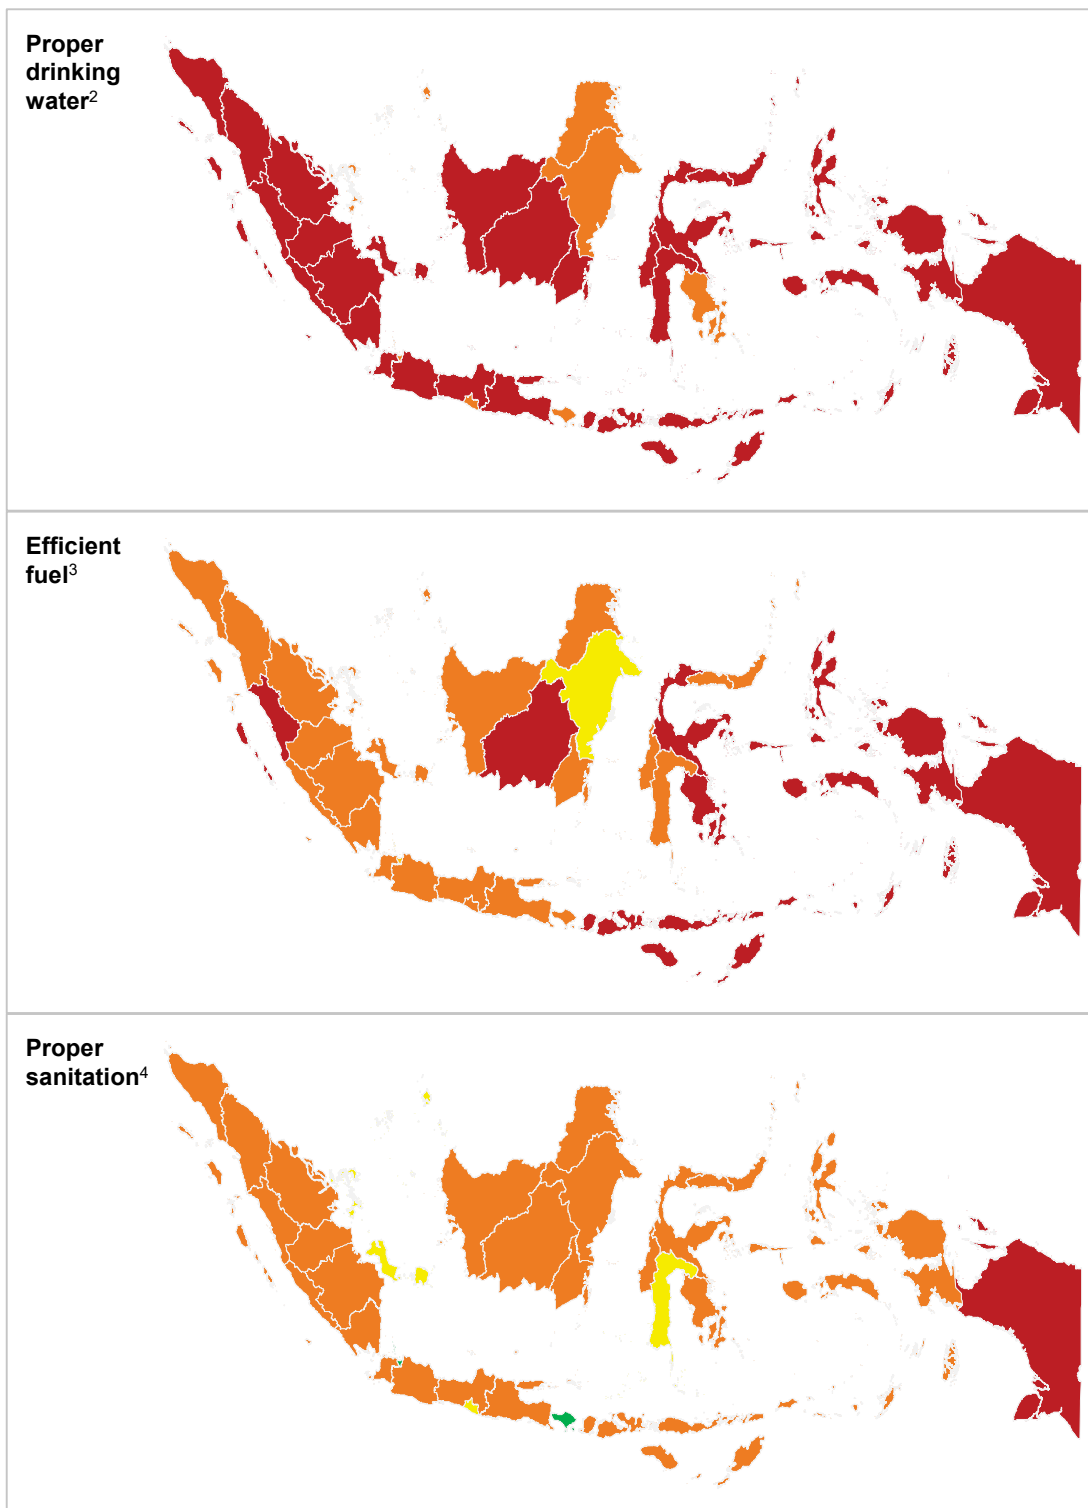 Proper
drinking
water²
Efficient
fuel³
Proper
sanitation⁴